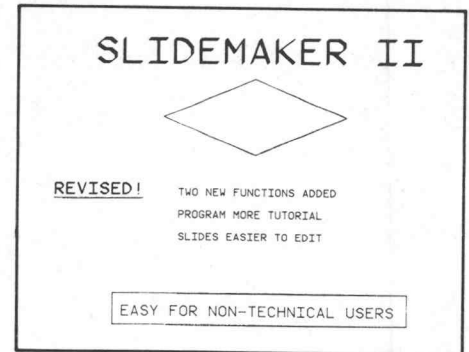 SLIDEMAKER II
REVISED!
TWO NEW FUNCTIONS ADDED
PROGRAM MORE TUTORIAL
SLIDES EASIER TO EDIT
EASY FOR NON-TECHNICAL USERS